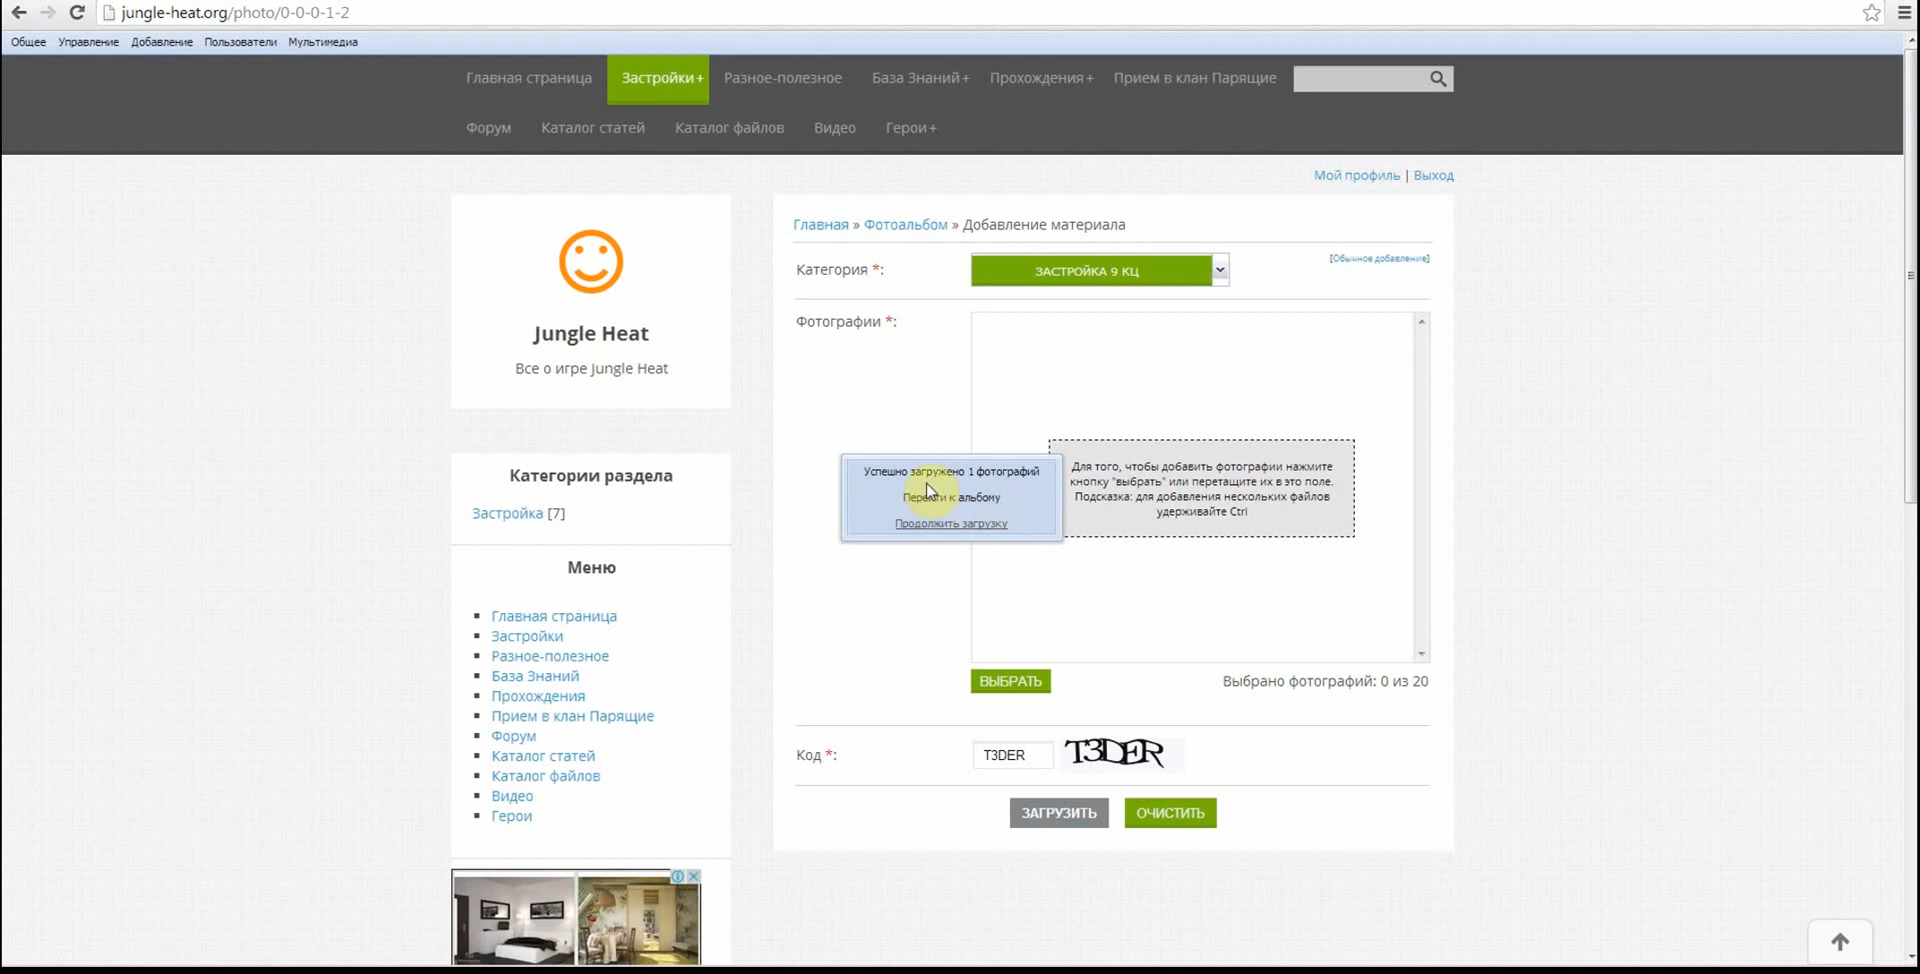 jungle-heat.org/photo/0-0-0-1-2
Общее Управление Добавление Пользователи Мультимедиа
Главная страница Застройки+ Разное-полезное База Знаний+ Прохождения+ Прием в клан Парящие
Форум Каталог статей Каталог файлов Видео Герои+
Мой профиль | Выход
Jungle Heat
Все о игре Jungle Heat
Категории раздела
Застройка [7]
Меню
Главная страница
Застройки
Разное-полезное
База Знаний
Прохождения
Прием в клан Парящие
Форум
Каталог статей
Каталог файлов
Видео
Герои
Главная » Фотоальбом » Добавление материала
Категория *: ЗАСТРОЙКА 9 КЦ [Обычное добавление]
Фотографии *:
Успешно загружено 1 фотографий
Перейти к альбому
Продолжить загрузку
Для того, чтобы добавить фотографии нажмите
кнопку "выбрать" или перетащите их в это поле.
Подсказка: для добавления нескольких файлов
удерживайте Ctrl
ВЫБРАТЬ Выбрано фотографий: 0 из 20
Код *: T3DER T3DER
ЗАГРУЗИТЬ ОЧИСТИТЬ